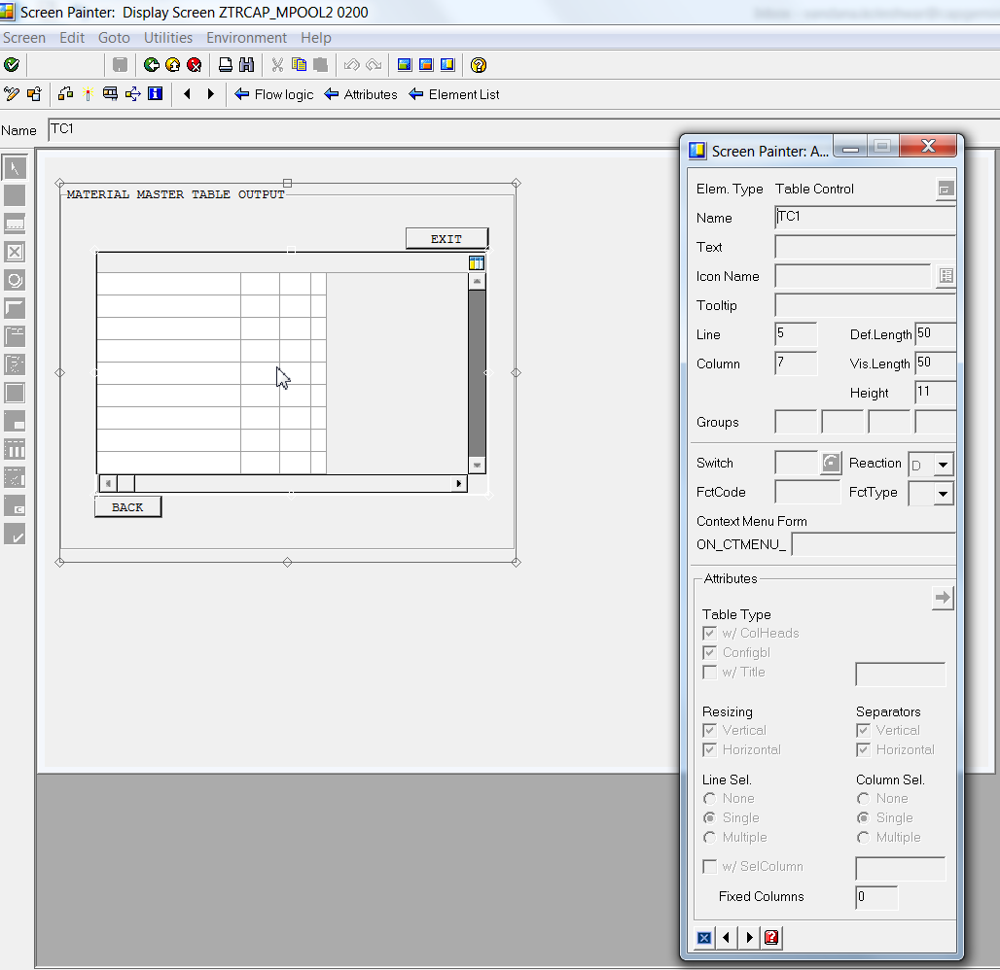 Screen Painter: Display Screen ZTRCAP_MPOOL2 0200
Screen Edit Goto Utilities Environment Help
Flow logic Attributes Element List
Name TC1
MATERIAL MASTER TABLE OUTPUT
EXIT
BACK
Screen Painter: A...
Elem. Type Table Control
Name TC1
Text
Icon Name
Tooltip
Line 5 Def.Length 50
Column 7 Vis.Length 50
Height 11
Groups
Switch Reaction D
FctCode FctType
Context Menu Form
ON_CTMENU_
Attributes
Table Type
w/ ColHeads
Configbl
w/ Title
Resizing Separators
Vertical Vertical
Horizontal Horizontal
Line Sel. Column Sel.
None None
Single Single
Multiple Multiple
w/ SelColumn
Fixed Columns 0